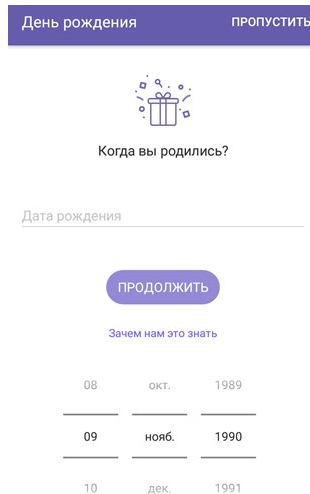 День рождения ПРОПУСТИТЬ
Когда вы родились?
Дата рождения
ПРОДОЛЖИТЬ
Зачем нам это знать
08 окт. 1989
09 нояб. 1990
10 дек. 1991